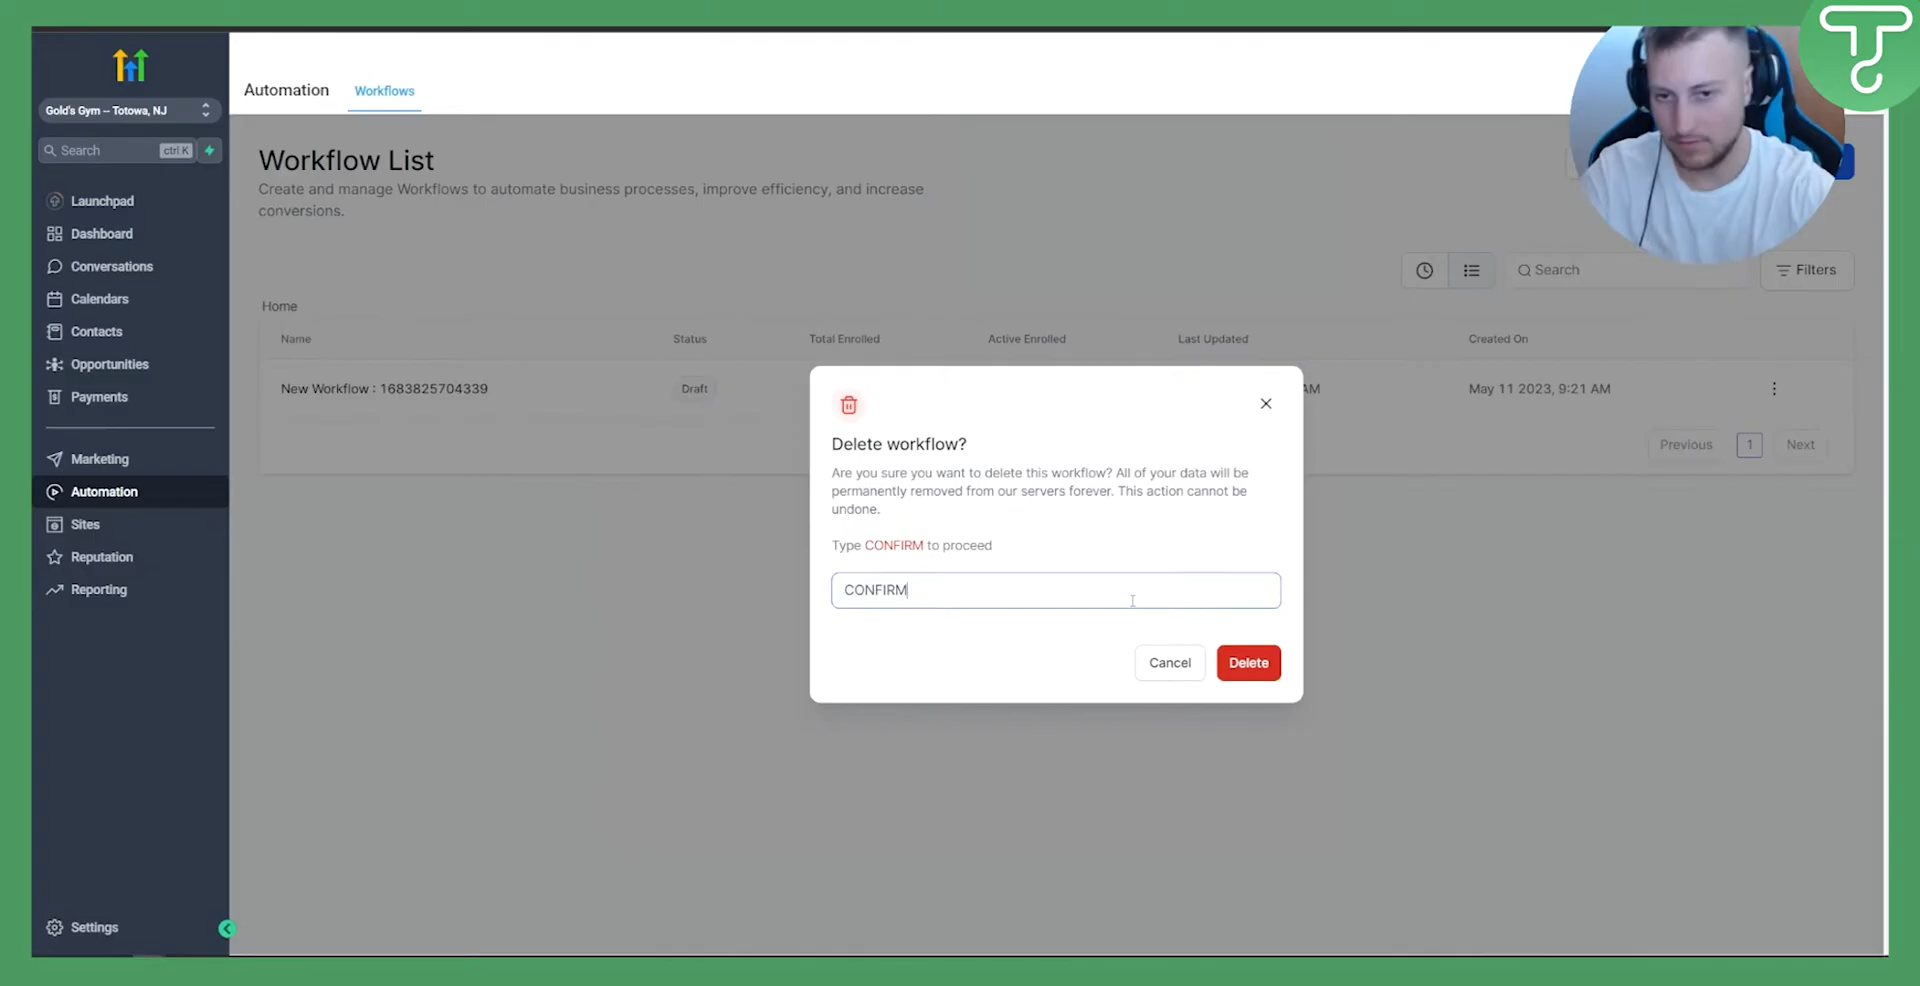 Gold's Gym -- Totowa, NJ
Search ctrl K
Launchpad
Dashboard
Conversations
Calendars
Contacts
Opportunities
Payments
Marketing
Automation
Sites
Reputation
Reporting
Settings
Automation Workflows
Workflow List
Create and manage Workflows to automate business processes, improve efficiency, and increase
conversions.
Search Filters
Home
Name Status Total Enrolled Active Enrolled Last Updated Created On
New Workflow : 1683825704339 Draft AM May 11 2023, 9:21 AM
Previous 1 Next
Delete workflow?
Are you sure you want to delete this workflow? All of your data will be
permanently removed from our servers forever. This action cannot be
undone.
Type CONFIRM to proceed
CONFIRM
Cancel Delete